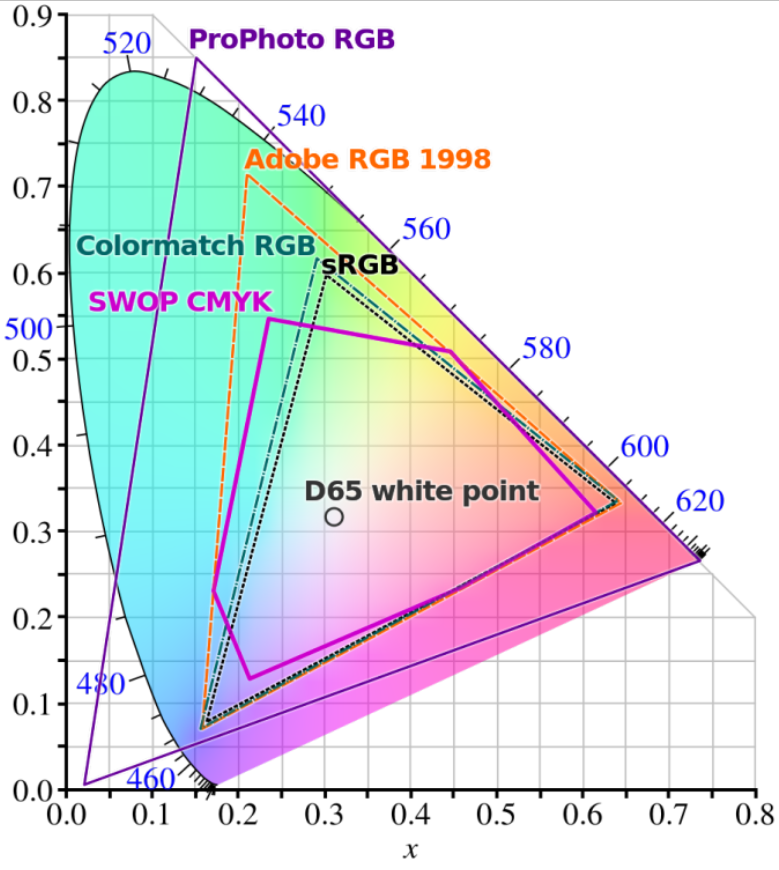 0.9
520
ProPhoto RGB
0.8
540
Adobe RGB 1998
0.7
560
Colormatch RGB
sRGB
0.6
SWOP CMYK
500
580
0.5
600
0.4
D65 white point
620
0.3
0.2
480
0.1
460
0.0
0.0 0.1 0.2 0.3 0.4 0.5 0.6 0.7 0.8
x